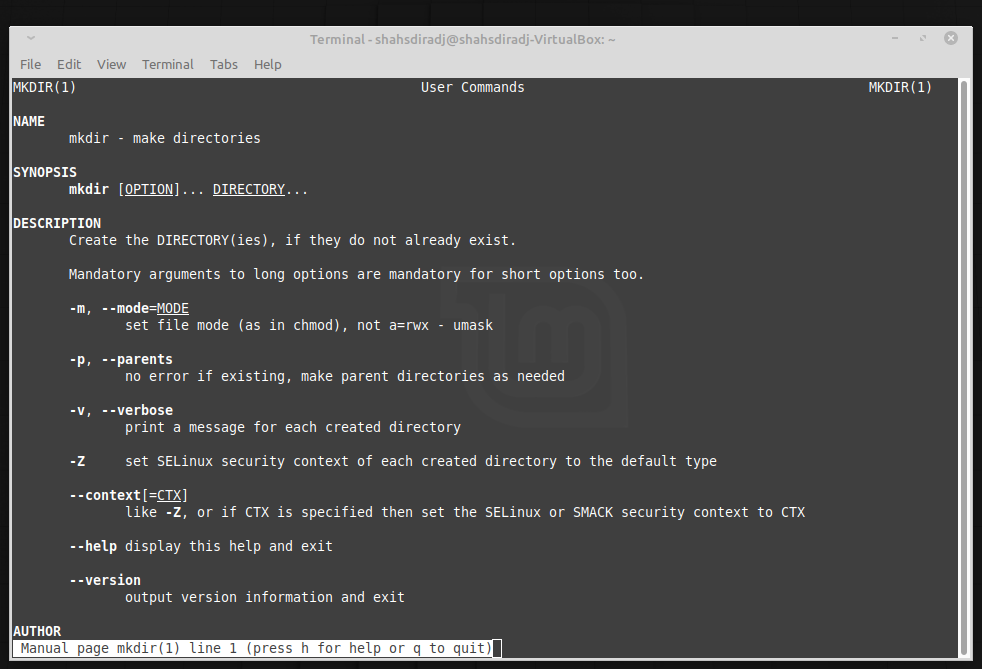 Terminal - shahsdiradj@shahsdiradj-VirtualBox: ~
File Edit View Terminal Tabs Help
MKDIR(1) User Commands MKDIR(1)
NAME
mkdir - make directories
SYNOPSIS
mkdir [OPTION]... DIRECTORY...
DESCRIPTION
Create the DIRECTORY(ies), if they do not already exist.
Mandatory arguments to long options are mandatory for short options too.
-m, --mode=MODE
set file mode (as in chmod), not a=rwx - umask
-p, --parents
no error if existing, make parent directories as needed
-v, --verbose
print a message for each created directory
-Z set SELinux security context of each created directory to the default type
--context[=CTX]
like -Z, or if CTX is specified then set the SELinux or SMACK security context to CTX
--help display this help and exit
--version
output version information and exit
AUTHOR
Manual page mkdir(1) line 1 (press h for help or q to quit)